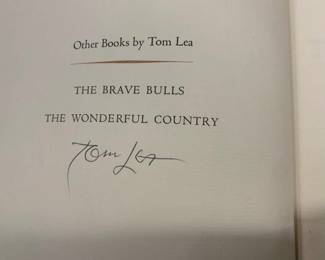 Other Books by Tom Lea
THE BRAVE BULLS
THE WONDERFUL COUNTRY
Tom Lea